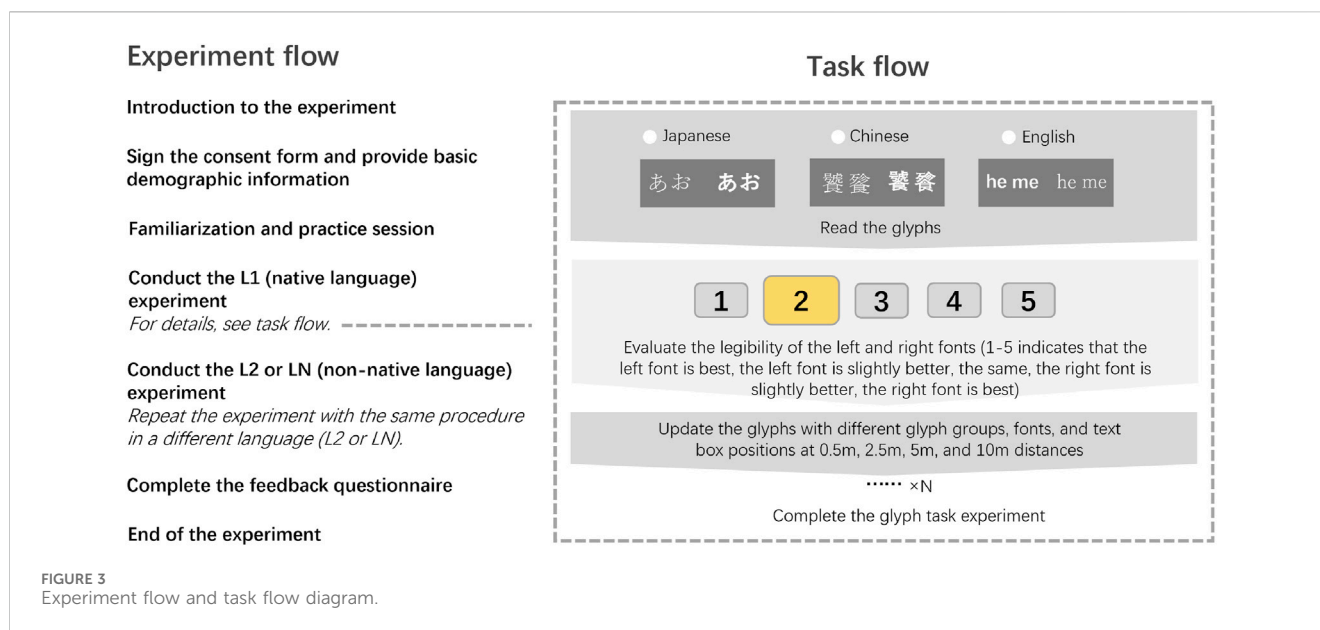 Experiment flow
Introduction to the experiment
Sign the consent form and provide basic
demographic information
Familiarization and practice session
Conduct the L1 (native language)
experiment
For details, see task flow.
Conduct the L2 or LN (non-native language)
experiment
Repeat the experiment with the same procedure
in a different language (L2 or LN).
Complete the feedback questionnaire
End of the experiment
Task flow
Japanese Chinese English
あお あお 饕餮 饕餮 he me he me
Read the glyphs
1 2 3 4 5
Evaluate the legibility of the left and right fonts (1-5 indicates that the
left font is best, the left font is slightly better, the same, the right font is
slightly better, the right font is best)
Update the glyphs with different glyph groups, fonts, and text
box positions at 0.5m, 2.5m, 5m, and 10m distances
······ ×N
Complete the glyph task experiment
FIGURE 3
Experiment flow and task flow diagram.